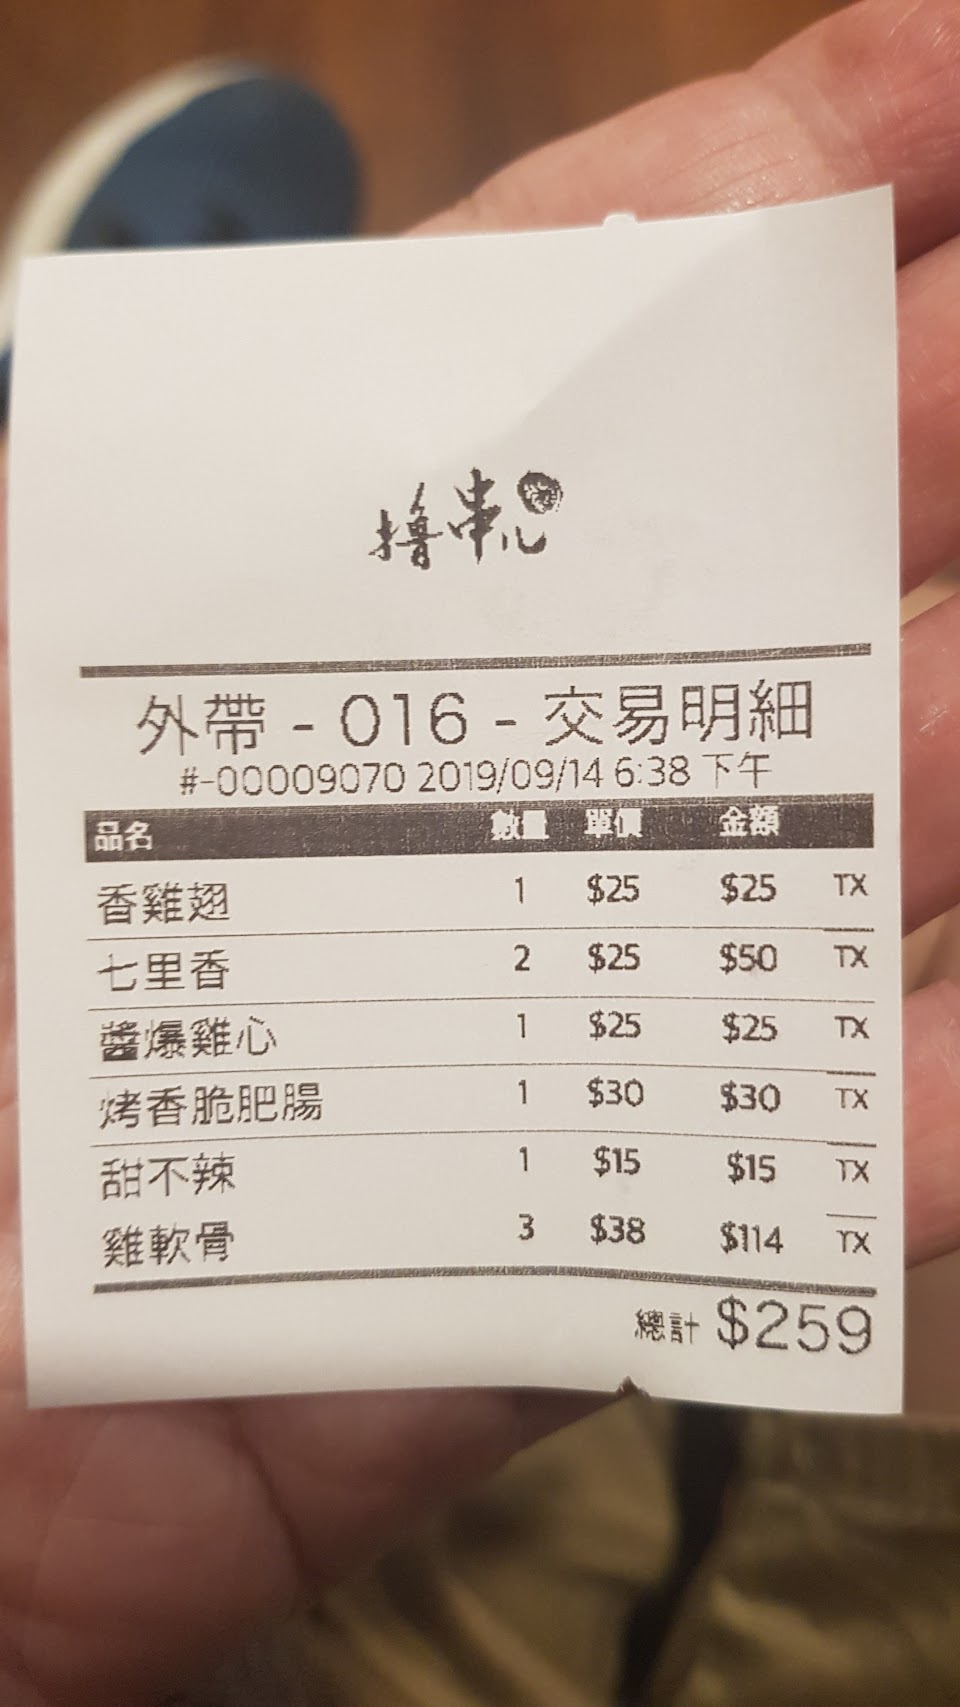 擼串儿
外帶 - 016 - 交易明細
#-00009070 2019/09/14 6:38 下午
品名 數量 單價 金額
香雞翅 1 $25 $25 TX
七里香 2 $25 $50 TX
醬爆雞心 1 $25 $25 TX
烤香脆肥腸 1 $30 $30 TX
甜不辣 1 $15 $15 TX
雞軟骨 3 $38 $114 TX
總計 $259